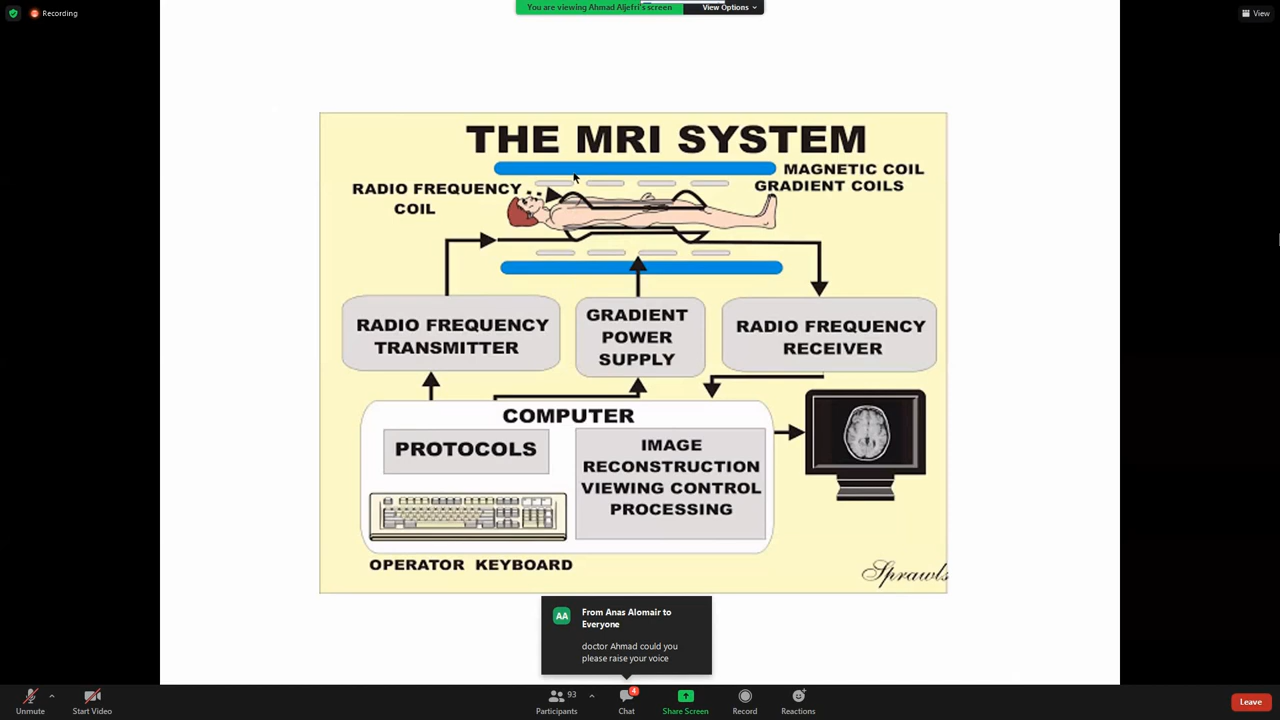 You are viewing Ahmad Aljefri's screen
View Options
Recording
View
THE MRI SYSTEM
MAGNETIC COIL
GRADIENT COILS
RADIO FREQUENCY
COIL
RADIO FREQUENCY
TRANSMITTER
GRADIENT
POWER
SUPPLY
RADIO FREQUENCY
RECEIVER
COMPUTER
PROTOCOLS
IMAGE
RECONSTRUCTION
VIEWING CONTROL
PROCESSING
OPERATOR KEYBOARD
Sprawls
AA
From Anas Alomair to
Everyone
doctor Ahmad could you
please raise your voice
Unmute
Start Video
93
Participants
4
Chat
Share Screen
Record
Reactions
Leave